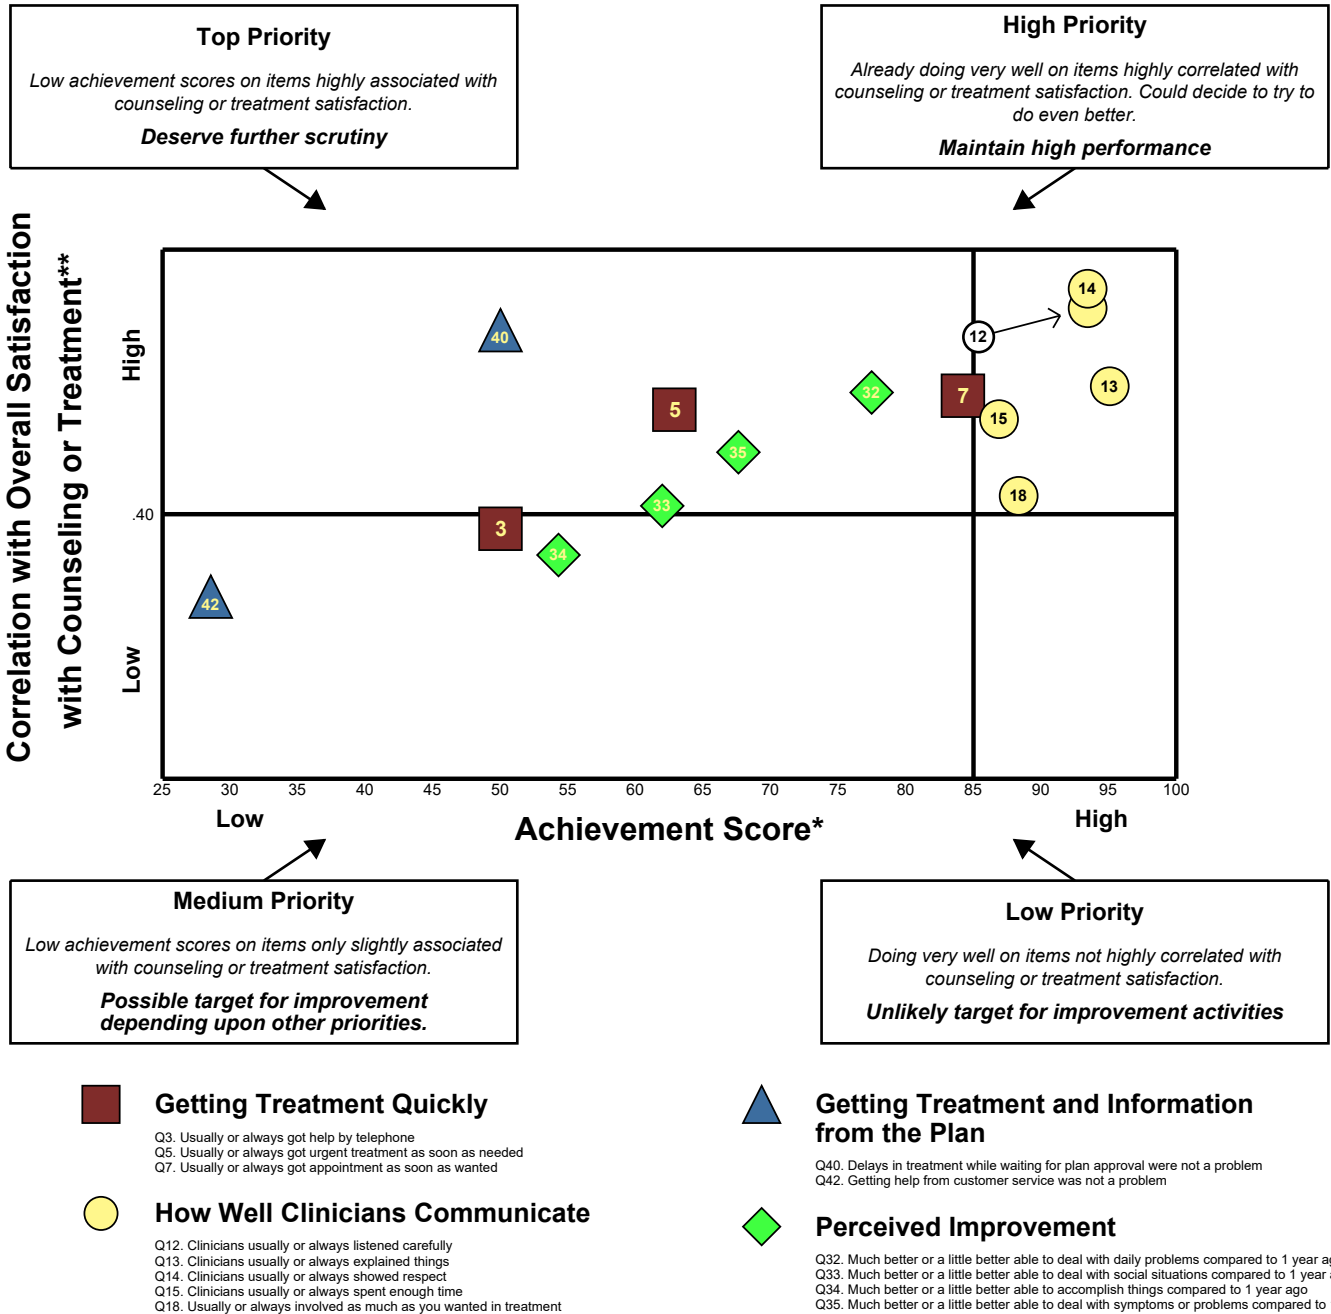 Top Priority
Low achievement scores on items highly associated with
counseling or treatment satisfaction.
Deserve further scrutiny
High Priority
Already doing very well on items highly correlated with
counseling or treatment satisfaction. Could decide to try to
do even better.
Maintain high performance
Correlation with Overall Satisfaction
with Counseling or Treatment**
High
Low
.40
40
5
32
7
12
14
13
15
18
35
33
3
34
42
25 30 35 40 45 50 55 60 65 70 75 80 85 90 95 100
Low
Achievement Score*
High
Medium Priority
Low achievement scores on items only slightly associated
with counseling or treatment satisfaction.
Possible target for improvement
depending upon other priorities.
Low Priority
Doing very well on items not highly correlated with
counseling or treatment satisfaction.
Unlikely target for improvement activities
Getting Treatment Quickly
Q3. Usually or always got help by telephone
Q5. Usually or always got urgent treatment as soon as needed
Q7. Usually or always got appointment as soon as wanted
How Well Clinicians Communicate
Q12. Clinicians usually or always listened carefully
Q13. Clinicians usually or always explained things
Q14. Clinicians usually or always showed respect
Q15. Clinicians usually or always spent enough time
Q18. Usually or always involved as much as you wanted in treatment
Getting Treatment and Information
from the Plan
Q40. Delays in treatment while waiting for plan approval were not a problem
Q42. Getting help from customer service was not a problem
Perceived Improvement
Q32. Much better or a little better able to deal with daily problems compared to 1 year
Q33. Much better or a little better able to deal with social situations compared to 1 year
Q34. Much better or a little better able to accomplish things compared to 1 year ago
Q35. Much better or a little better able to deal with symptoms or problems compared to